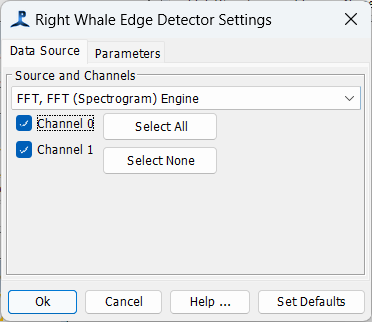 Right Whale Edge Detector Settings
Data Source Parameters
Source and Channels
FFT, FFT (Spectrogram) Engine
Channel 0 Select All
Channel 1 Select None
Ok Cancel Help ... Set Defaults